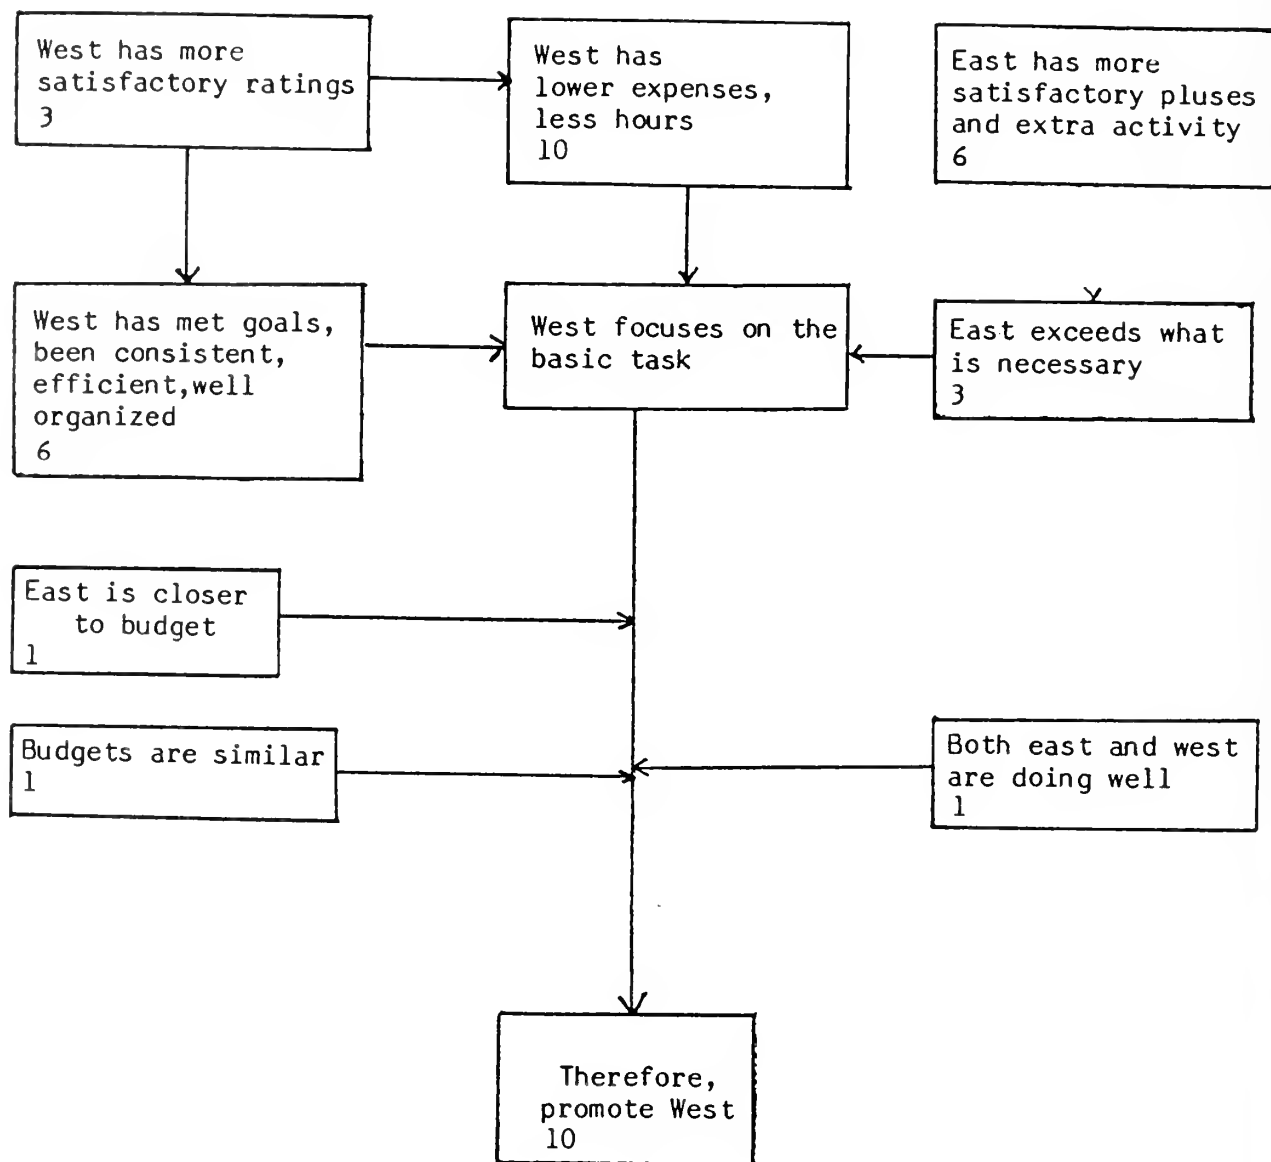 West has more
satisfactory ratings
3
West has
lower expenses,
less hours
10
East has more
satisfactory pluses
and extra activity
6
West has met goals,
been consistent,
efficient,well
organized
6
West focuses on the
basic task
East exceeds what
is necessary
3
East is closer
to budget
1
Budgets are similar
1
Both east and west
are doing well
1
Therefore,
promote West
10